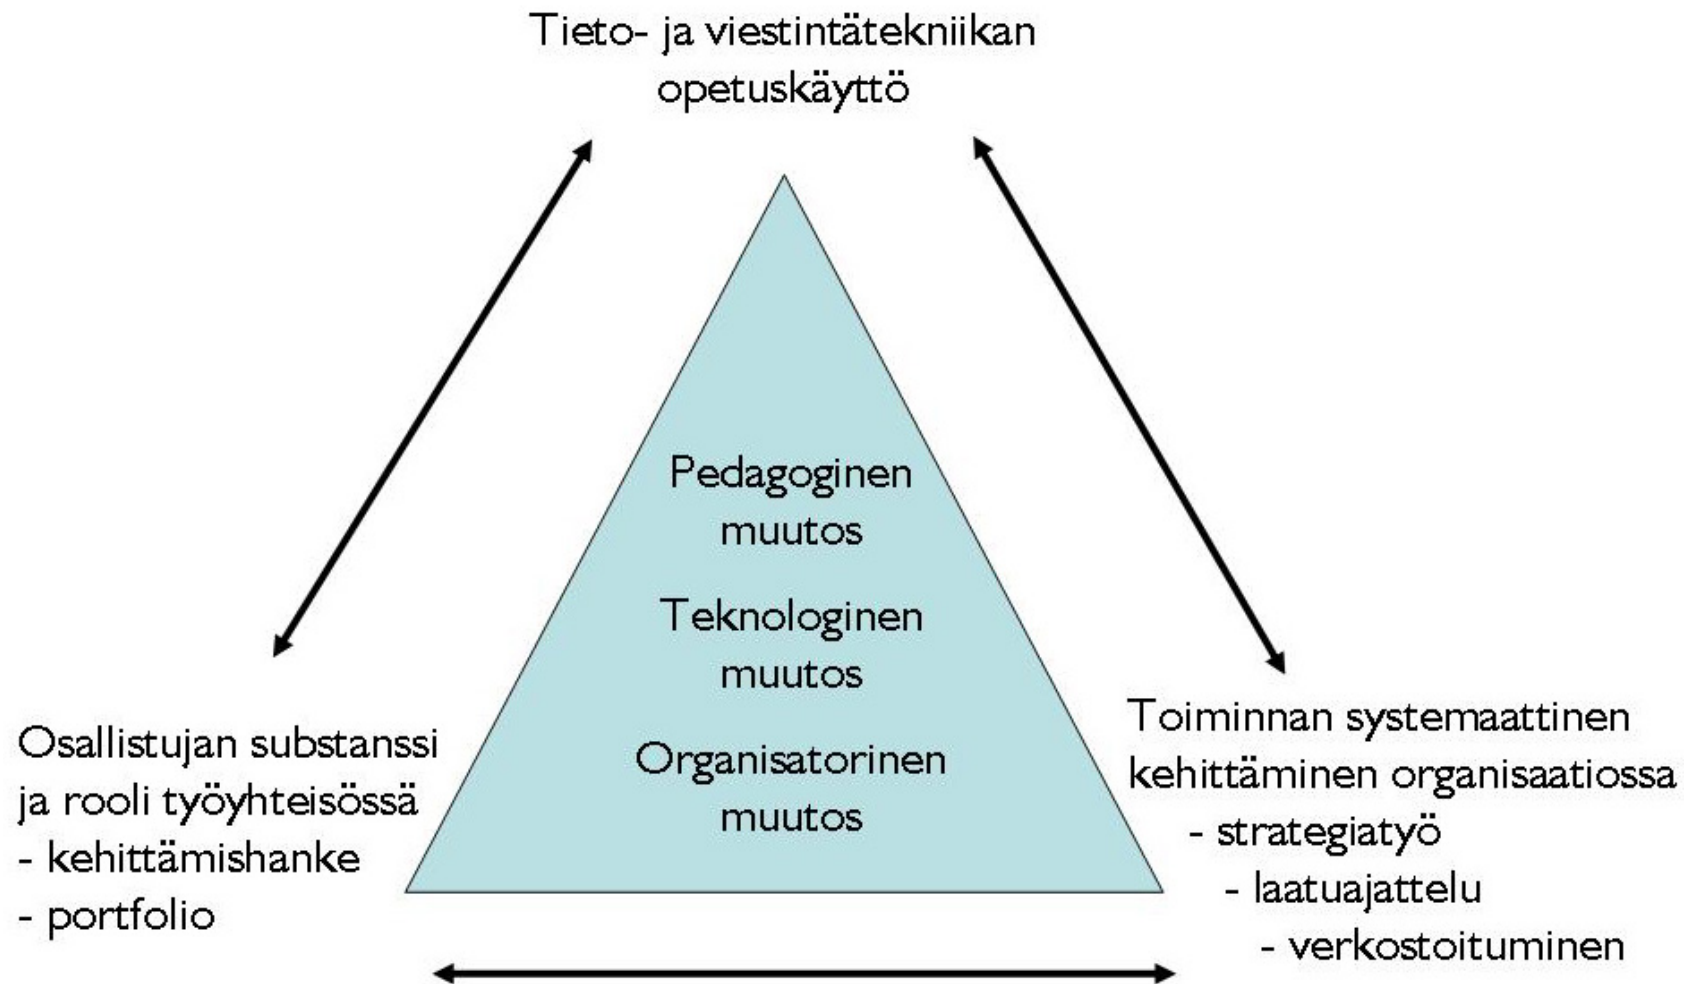 Tieto- ja viestintätekniikan
opetuskäyttö
Pedagoginen
muutos
Teknologinen
muutos
Organisatorinen
muutos
Osallistujan substanssi
ja rooli työyhteisössä
- kehittämishanke
- portfolio
Toiminnan systemaattinen
kehittäminen organisaatiossa
- strategiatyö
- laatuajattelu
- verkostoituminen